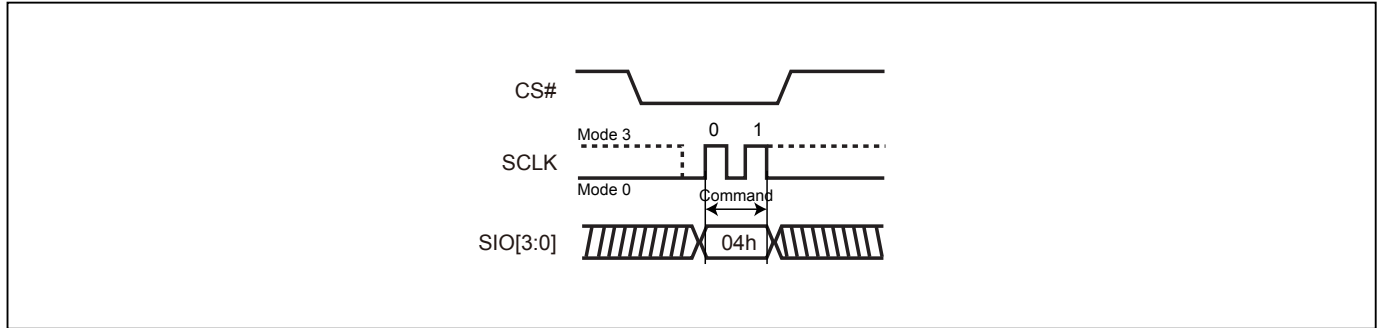 CS#
Mode 3
0 1
SCLK
Mode 0
Command
SIO[3:0]
04h